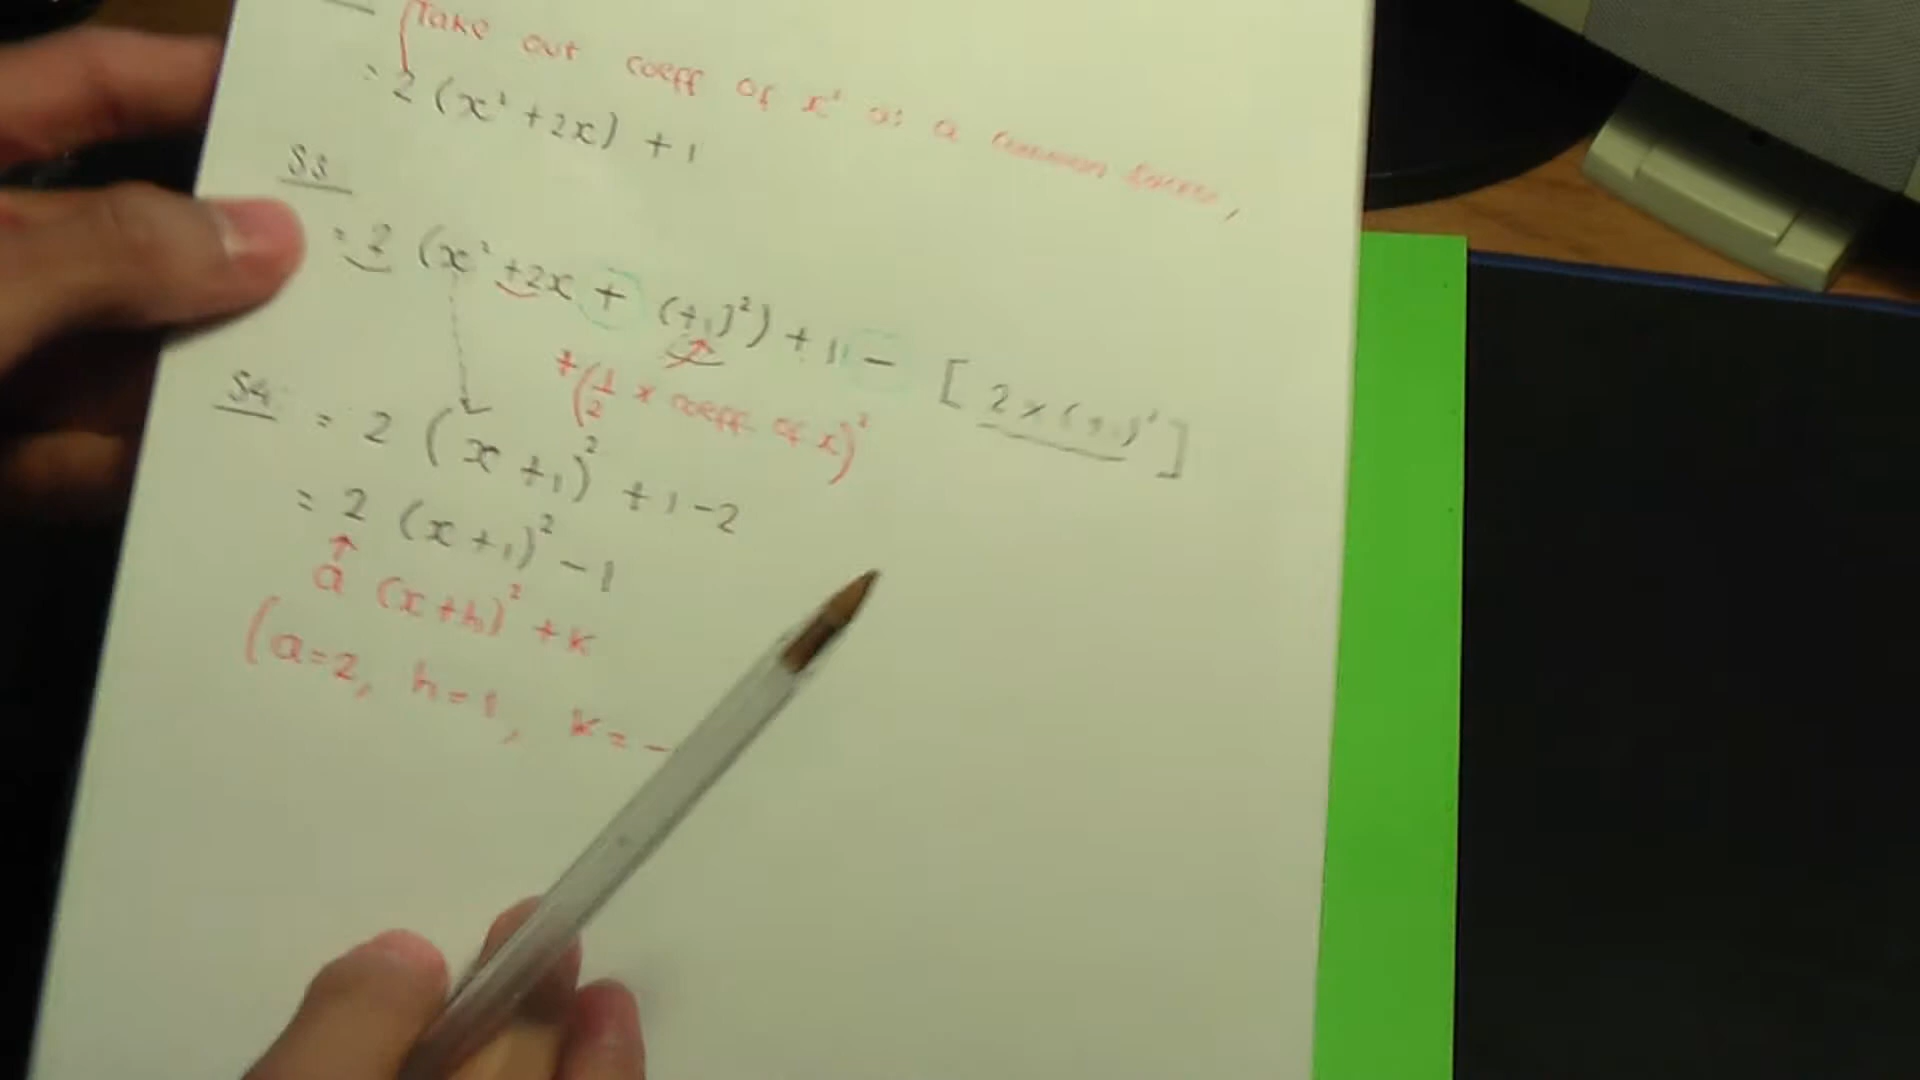 Take out coeff of x² as a common factor,
= 2 (x² + 2x) + 1
S3
= 2 (x² + 2x + (+1)²) + 1 - [2 × (+1)²]
+(1/2 × coeff of x)²
S4 = 2 (x + 1)² + 1 - 2
= 2 (x + 1)² - 1
a (x + h)² + k
(a=2, h=1, k= -